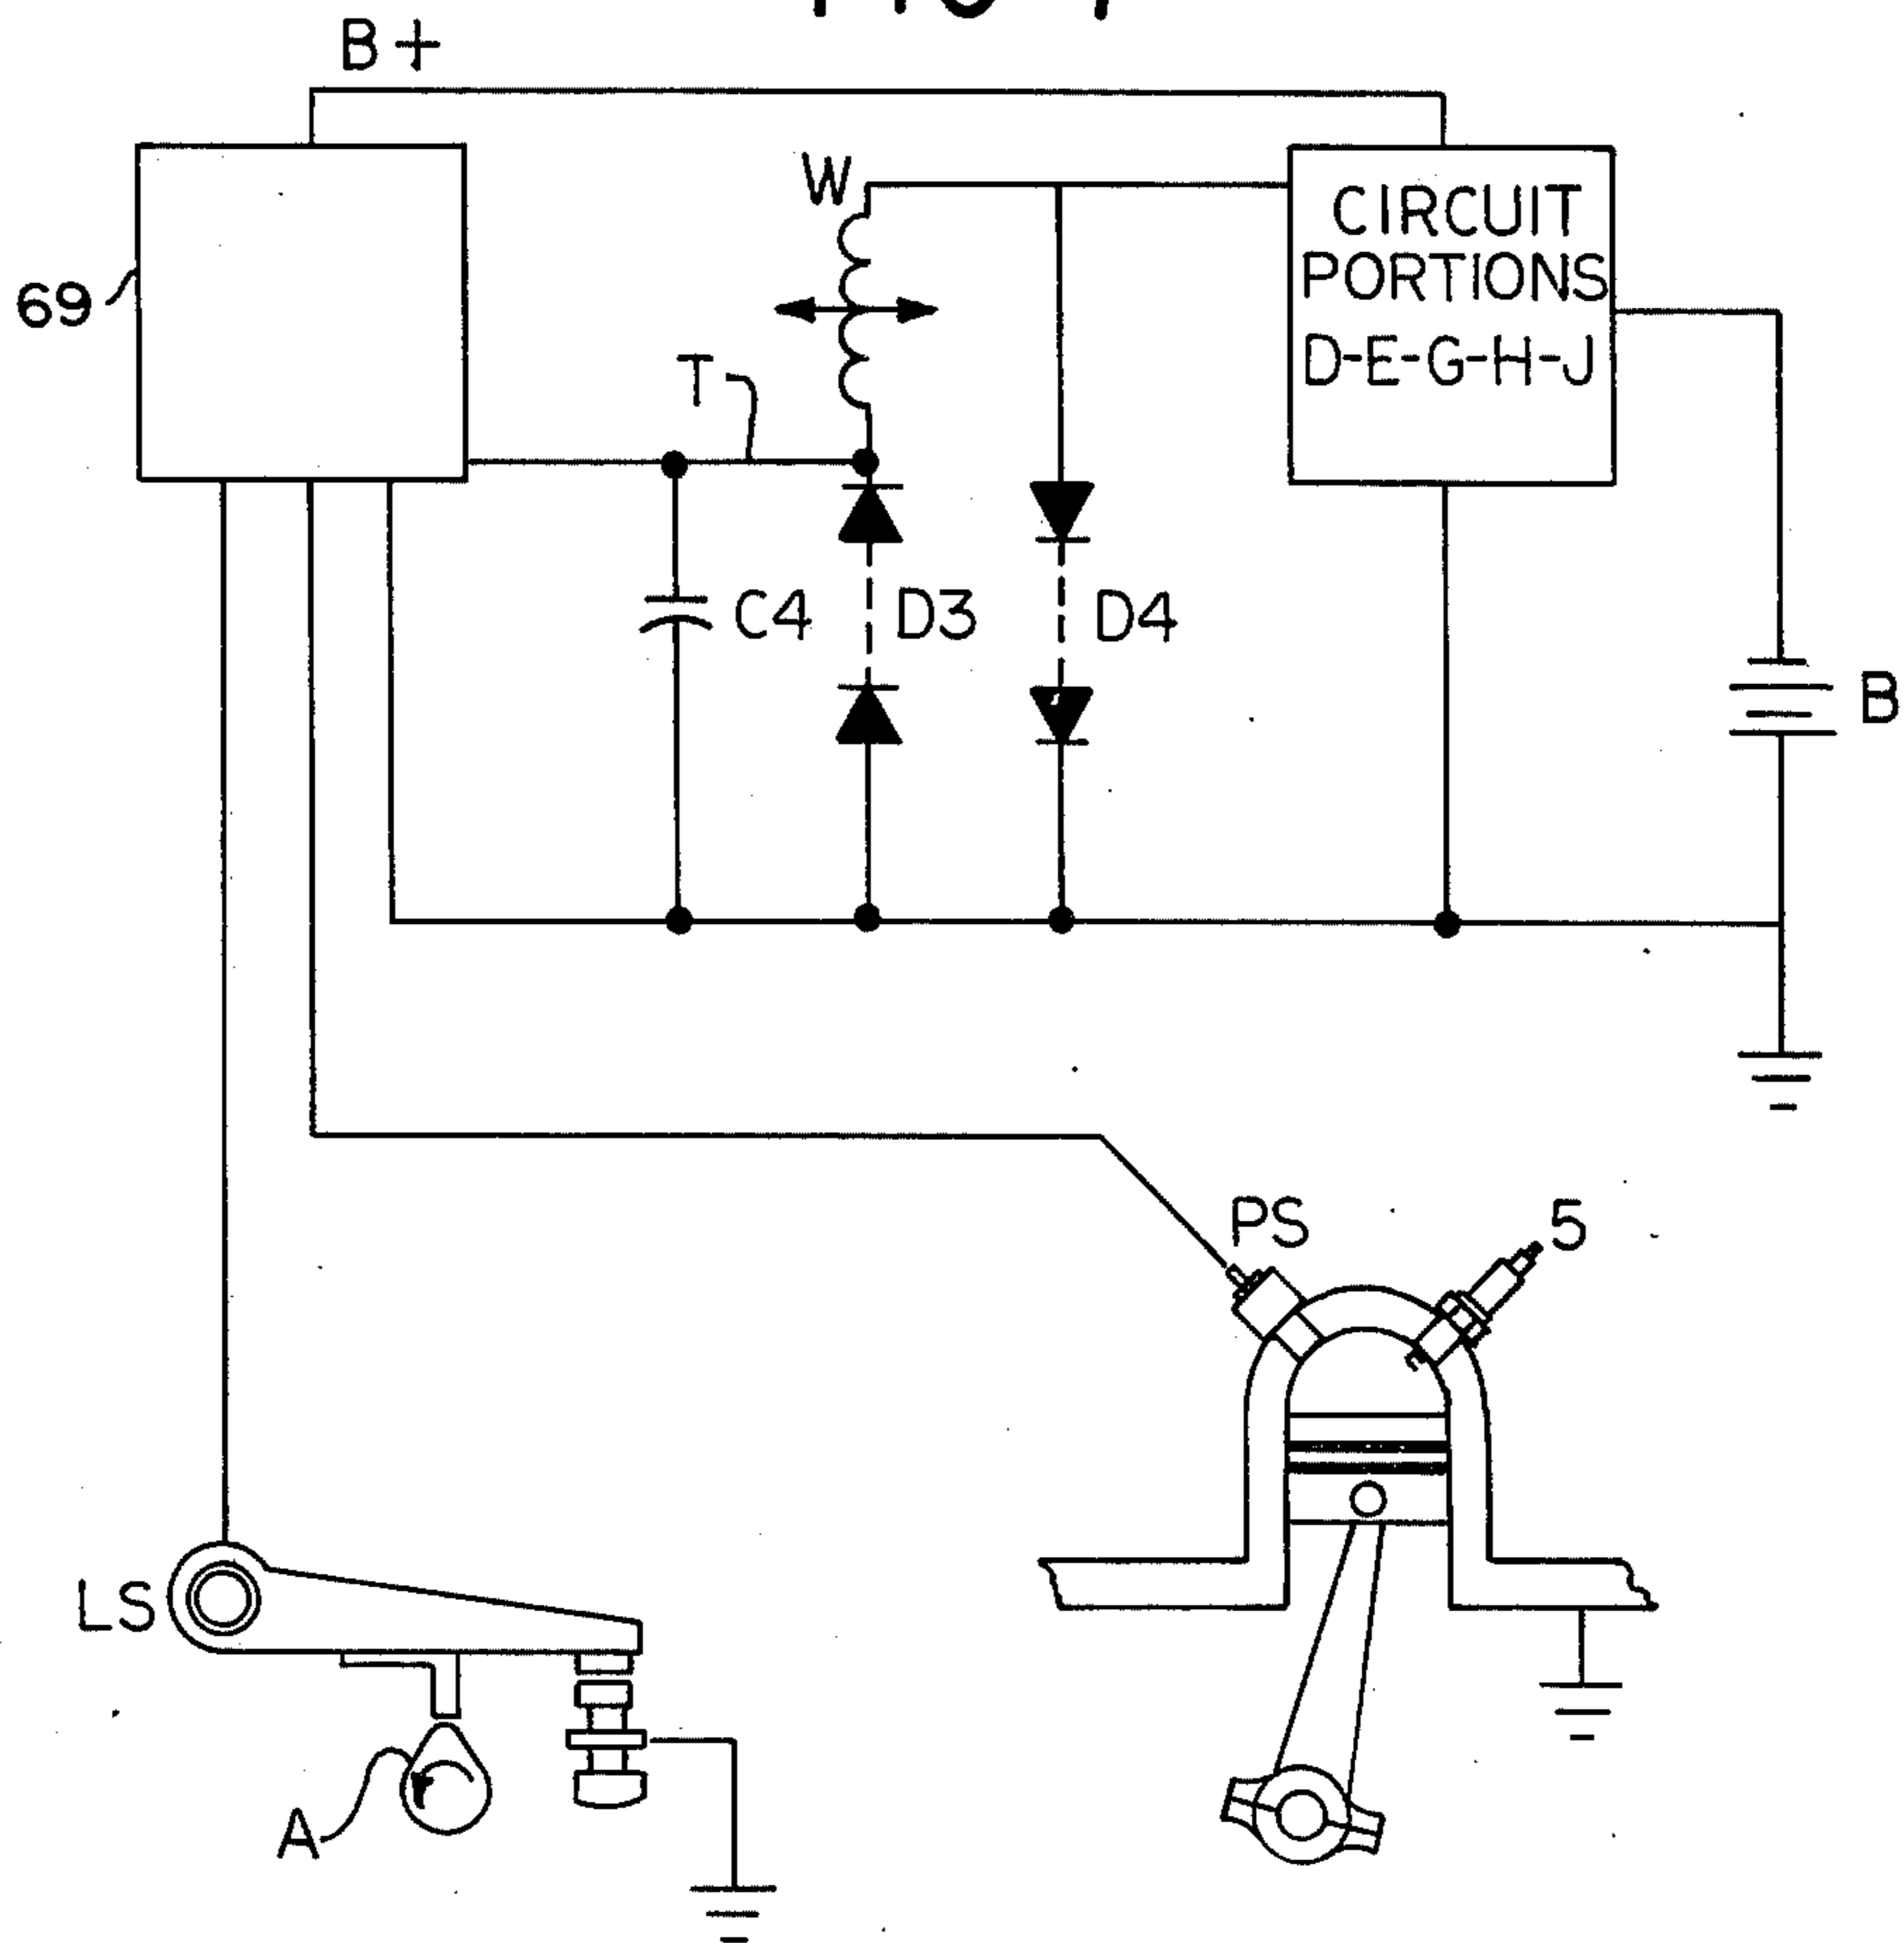 B+
W
CIRCUIT
PORTIONS
D-E-G-H-J
69
T
C4
D3
D4
B
PS
5
LS
A